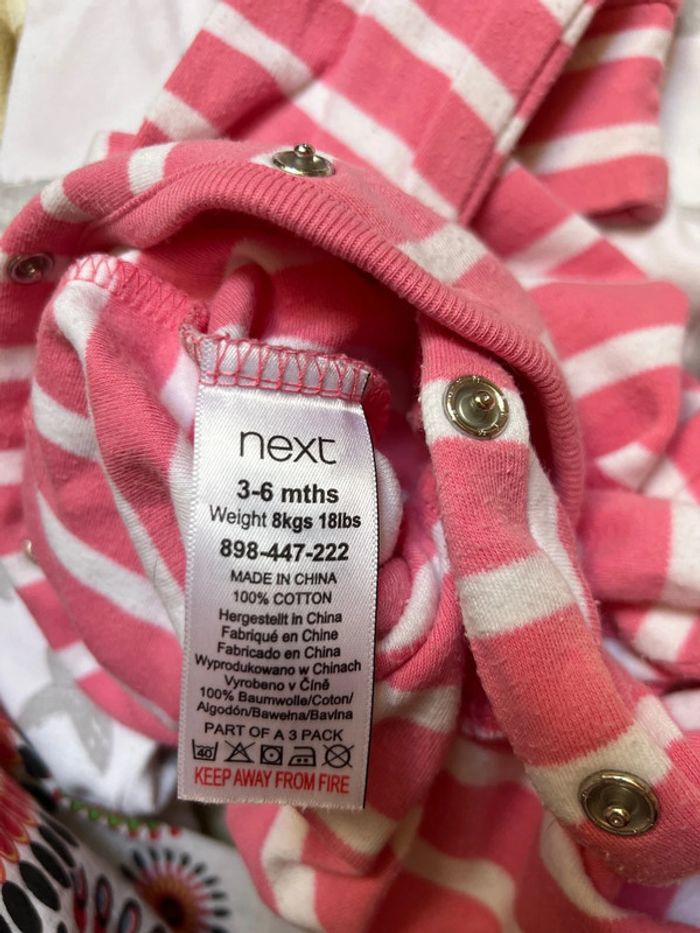 next
3-6 mths
Weight 8kgs 18lbs
898-447-222
MADE IN CHINA
100% COTTON
Hergestellt in China
Fabriqué en Chine
Fabricado en China
Wyprodukowano w Chinach
Vyrobeno v Číně
100% Baumwolle/Coton/
Algodón/Bawełna/Bavlna
PART OF A 3 PACK
40
KEEP AWAY FROM FIRE